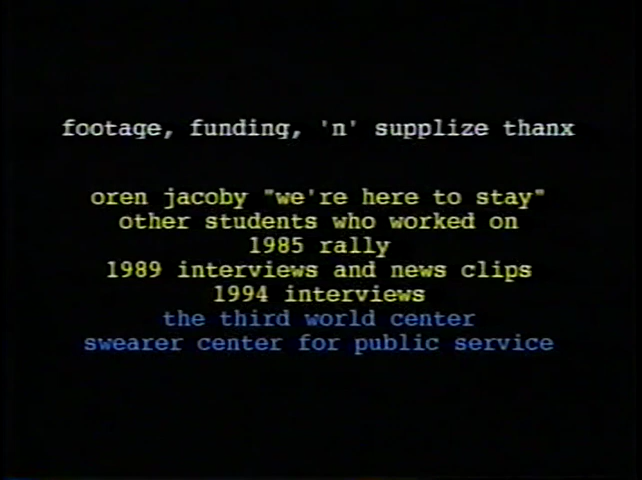 footage, funding, 'n' supplize thanx
oren jacoby "we're here to stay"
other students who worked on
1985 rally
1989 interviews and news clips
1994 interviews
the third world center
swearer center for public service